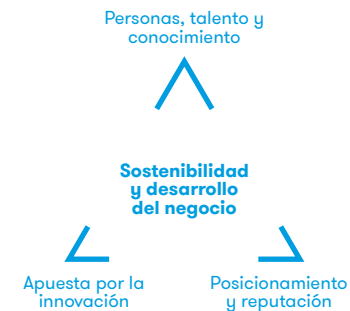 Personas, talento y
conocimiento
Sostenibilidad
y desarrollo
del negocio
Apuesta por la
innovación
Posicionamiento
y reputación